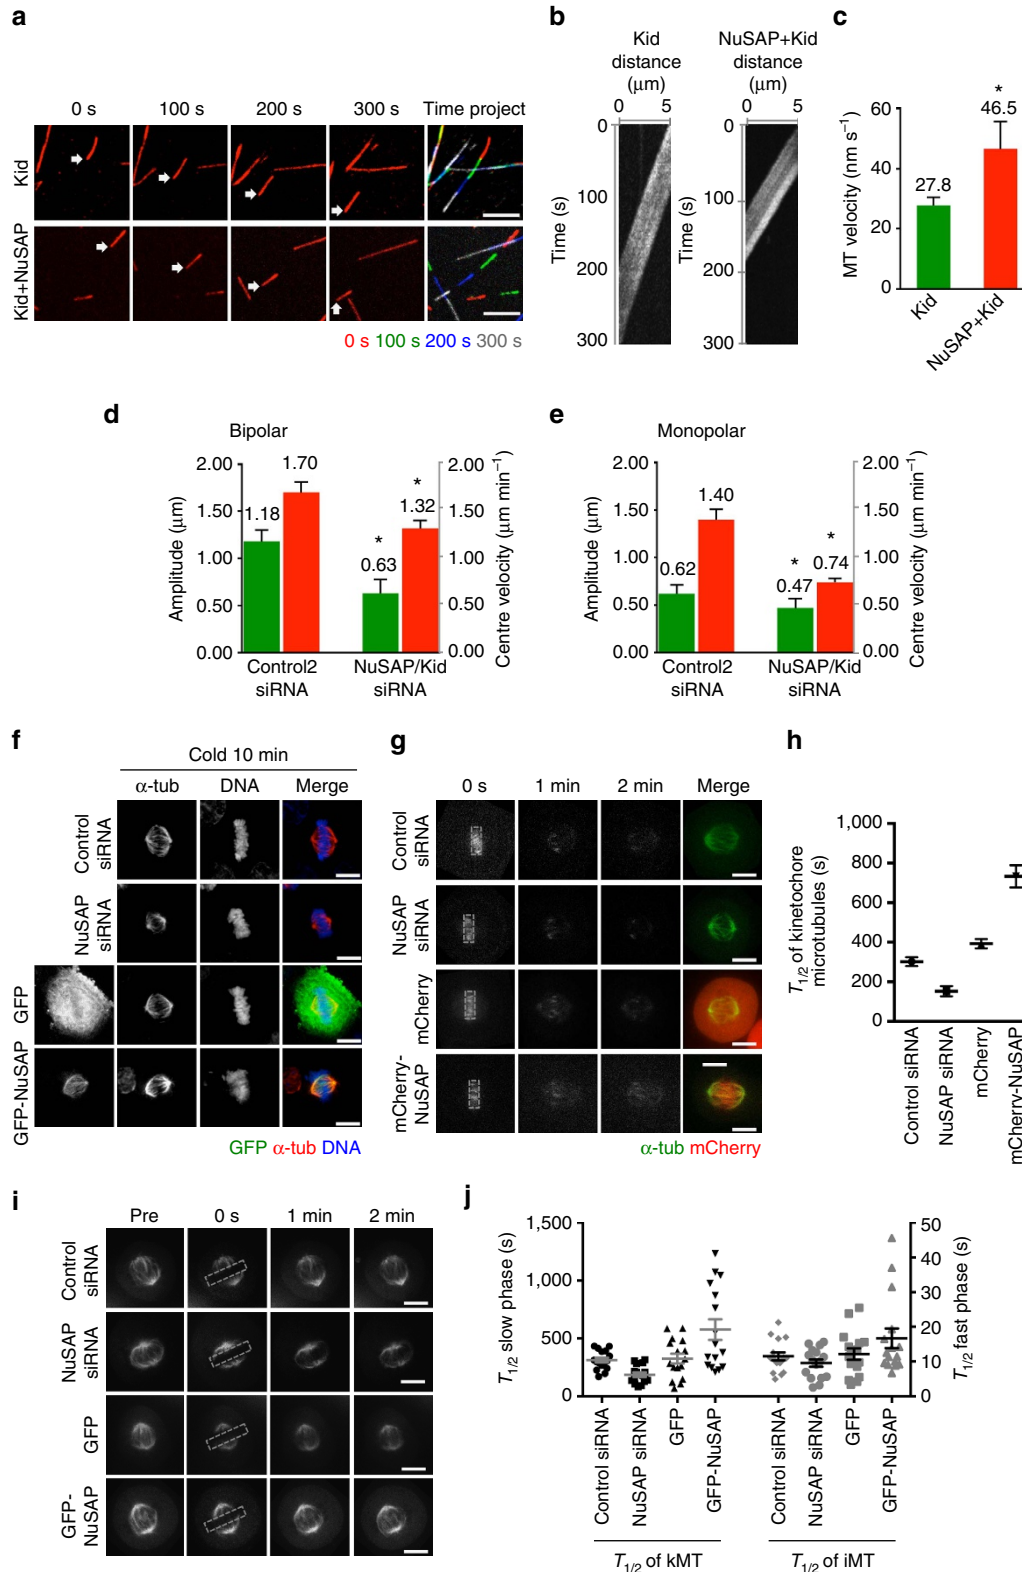 a
0 s 100 s 200 s 300 s Time project
Kid
Kid+NuSAP
0 s 100 s 200 s 300 s
b
Kid distance (μm)
NuSAP+Kid distance (μm)
0 5
0 5
Time (s)
0
100
200
300
Time (s)
0
100
200
300
c
MT velocity (nm s⁻¹)
60
40
20
0
27.8
*
46.5
Kid
NuSAP+Kid
d
Bipolar
Amplitude (μm)
2.00
1.50
1.00
0.50
0.00
1.18
1.70
*
0.63
*
1.32
2.00
1.50
1.00
0.50
0.00
Centre velocity (μm min⁻¹)
Control2 siRNA
NuSAP/Kid siRNA
e
Monopolar
Amplitude (μm)
2.00
1.50
1.00
0.50
0.00
0.62
1.40
*
0.47
*
0.74
2.00
1.50
1.00
0.50
0.00
Centre velocity (μm min⁻¹)
Control2 siRNA
NuSAP/Kid siRNA
f
Cold 10 min
α-tub DNA Merge
Control siRNA
NuSAP siRNA
GFP
GFP-NuSAP
GFP α-tub DNA
g
0 s 1 min 2 min Merge
Control siRNA
NuSAP siRNA
mCherry
mCherry-NuSAP
α-tub mCherry
h
T1/2 of kinetochore microtubules (s)
1,000
800
600
400
200
0
Control siRNA
NuSAP siRNA
mCherry
mCherry-NuSAP
i
Pre 0 s 1 min 2 min
Control siRNA
NuSAP siRNA
GFP
GFP-NuSAP
j
T1/2 slow phase (s)
1,500
1,000
500
0
50
40
30
20
10
0
T1/2 fast phase (s)
Control siRNA
NuSAP siRNA
GFP
GFP-NuSAP
Control siRNA
NuSAP siRNA
GFP
GFP-NuSAP
T1/2 of kMT
T1/2 of iMT